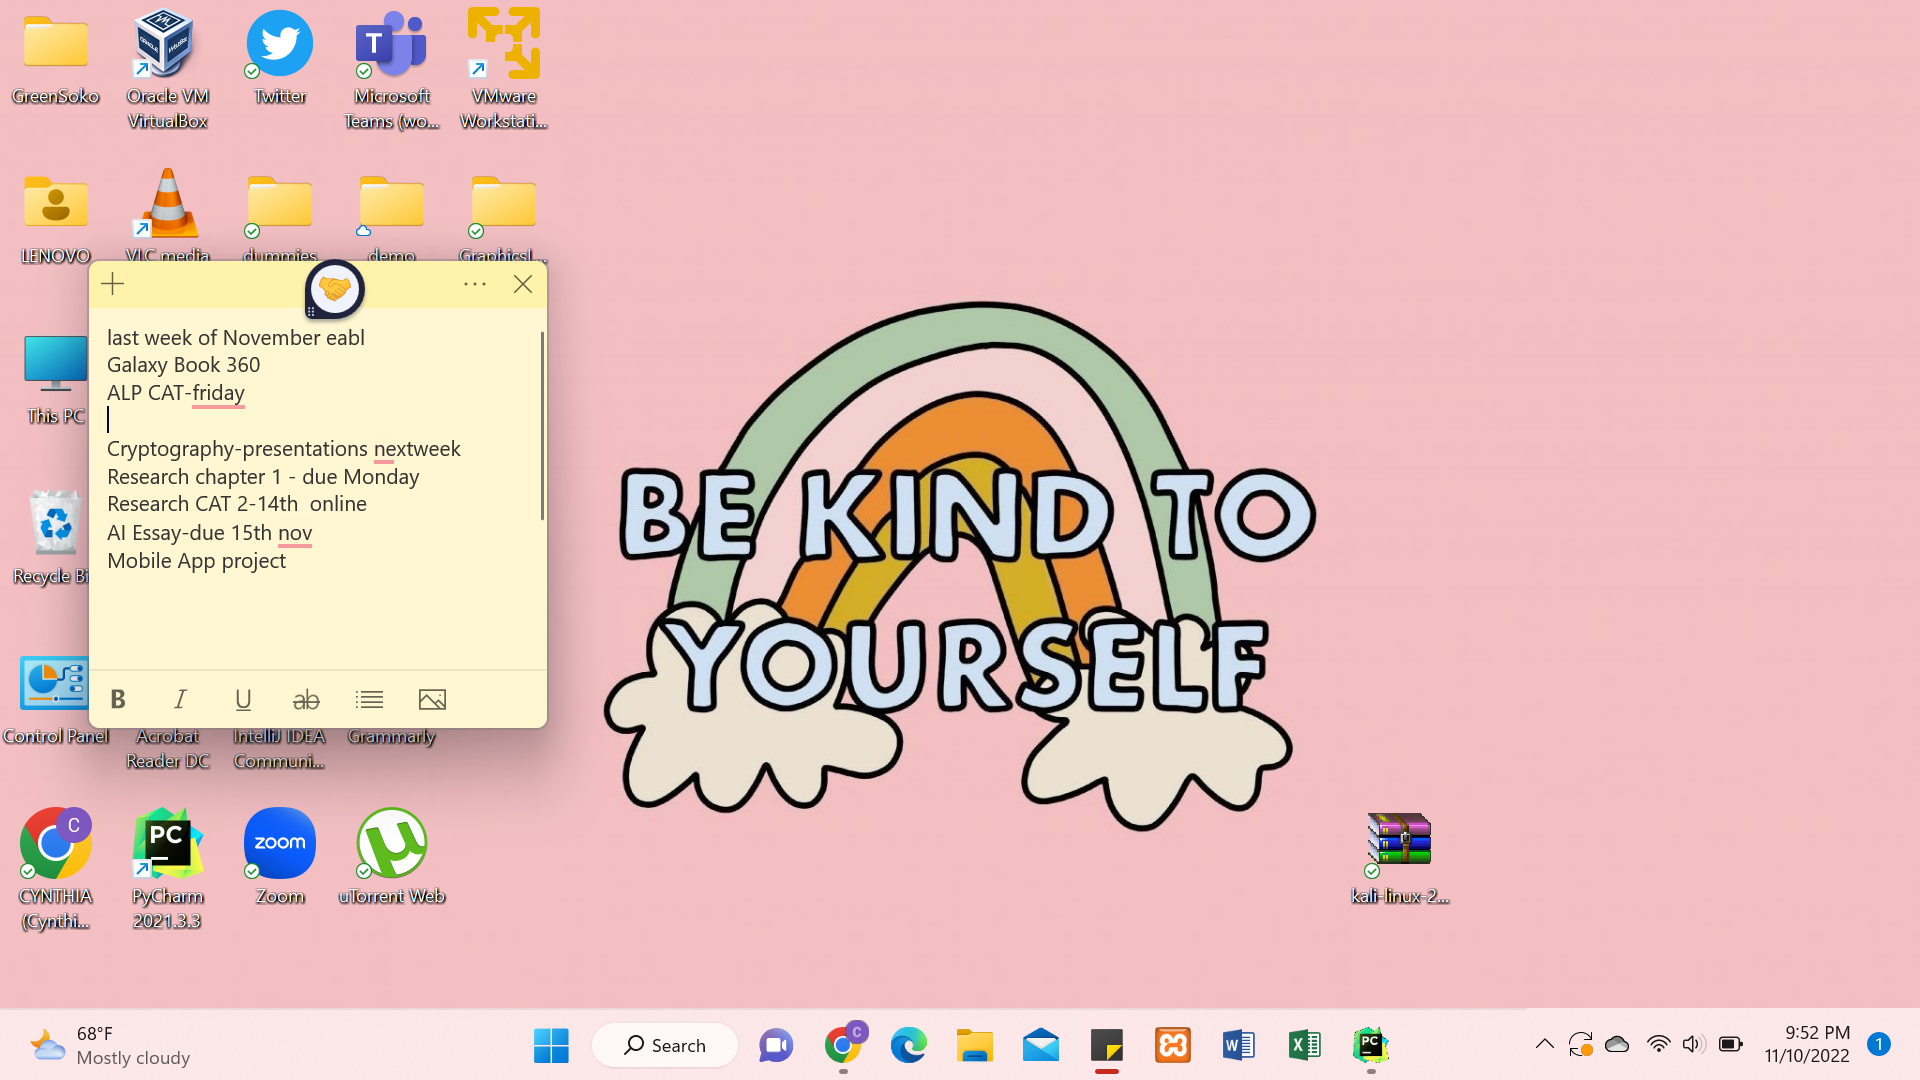 GreenSoko
Oracle VM
VirtualBox
Twitter
Microsoft
Teams (wo...
VMware
Workstati...
LENOVO
VLC media
dummies
demo
GraphicsL...
last week of November eabl
Galaxy Book 360
ALP CAT-friday
Cryptography-presentations nextweek
Research chapter 1 - due Monday
Research CAT 2-14th  online
AI Essay-due 15th nov
Mobile App project
B I U ab
This PC
Recycle Bi
Control Panel
Acrobat
Reader DC
IntelliJ IDEA
Communi...
Grammarly
BE KIND TO
YOURSELF
C
CYNTHIA
(Cynthi...
PC
PyCharm
2021.3.3
zoom
Zoom
uTorrent Web
kali-linux-2...
68°F
Mostly cloudy
Search
9:52 PM
11/10/2022
1